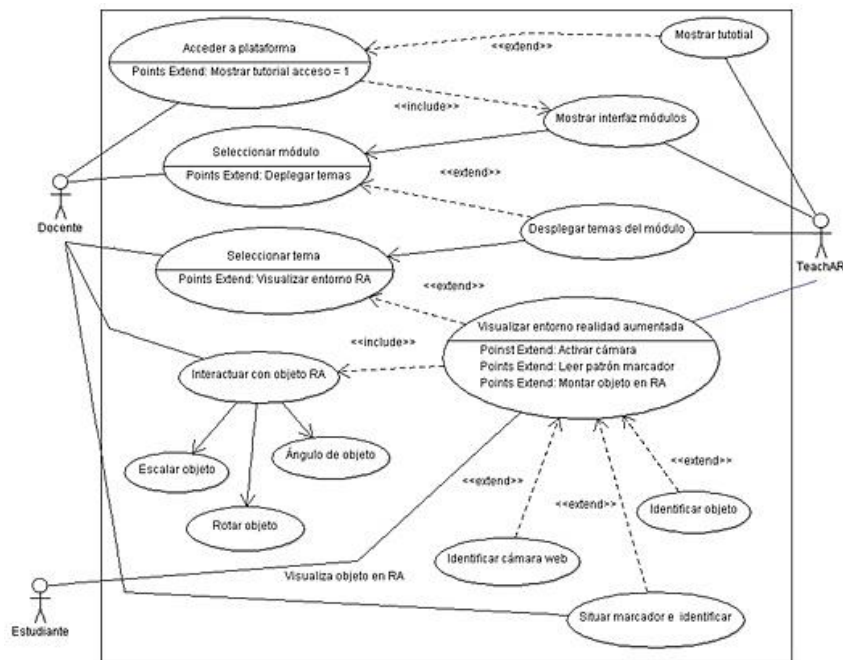 Acceder a plataforma
Points Extend: Mostrar tutorial acceso = 1
<<extend>>
Mostrar tutotial
<<include>>
Mostrar interfaz módulos
Seleccionar módulo
Points Extend: Deplegar temas
<<extend>>
Docente
Desplegar temas del módulo
TeachAR
Seleccionar tema
Points Extend: Visualizar entorno RA
<<extend>>
Visualizar entorno realidad aumentada
Poinst Extend: Activar cámara
Points Extend: Leer patrón marcador
Points Extend: Montar objeto en RA
<<include>>
Interactuar con objeto RA
Escalar objeto
Ángulo de objeto
Rotar objeto
<<extend>>
<<extend>>
<<extend>>
Identificar objeto
Identificar cámara web
Visualiza objeto en RA
Estudiante
Situar marcador e identificar